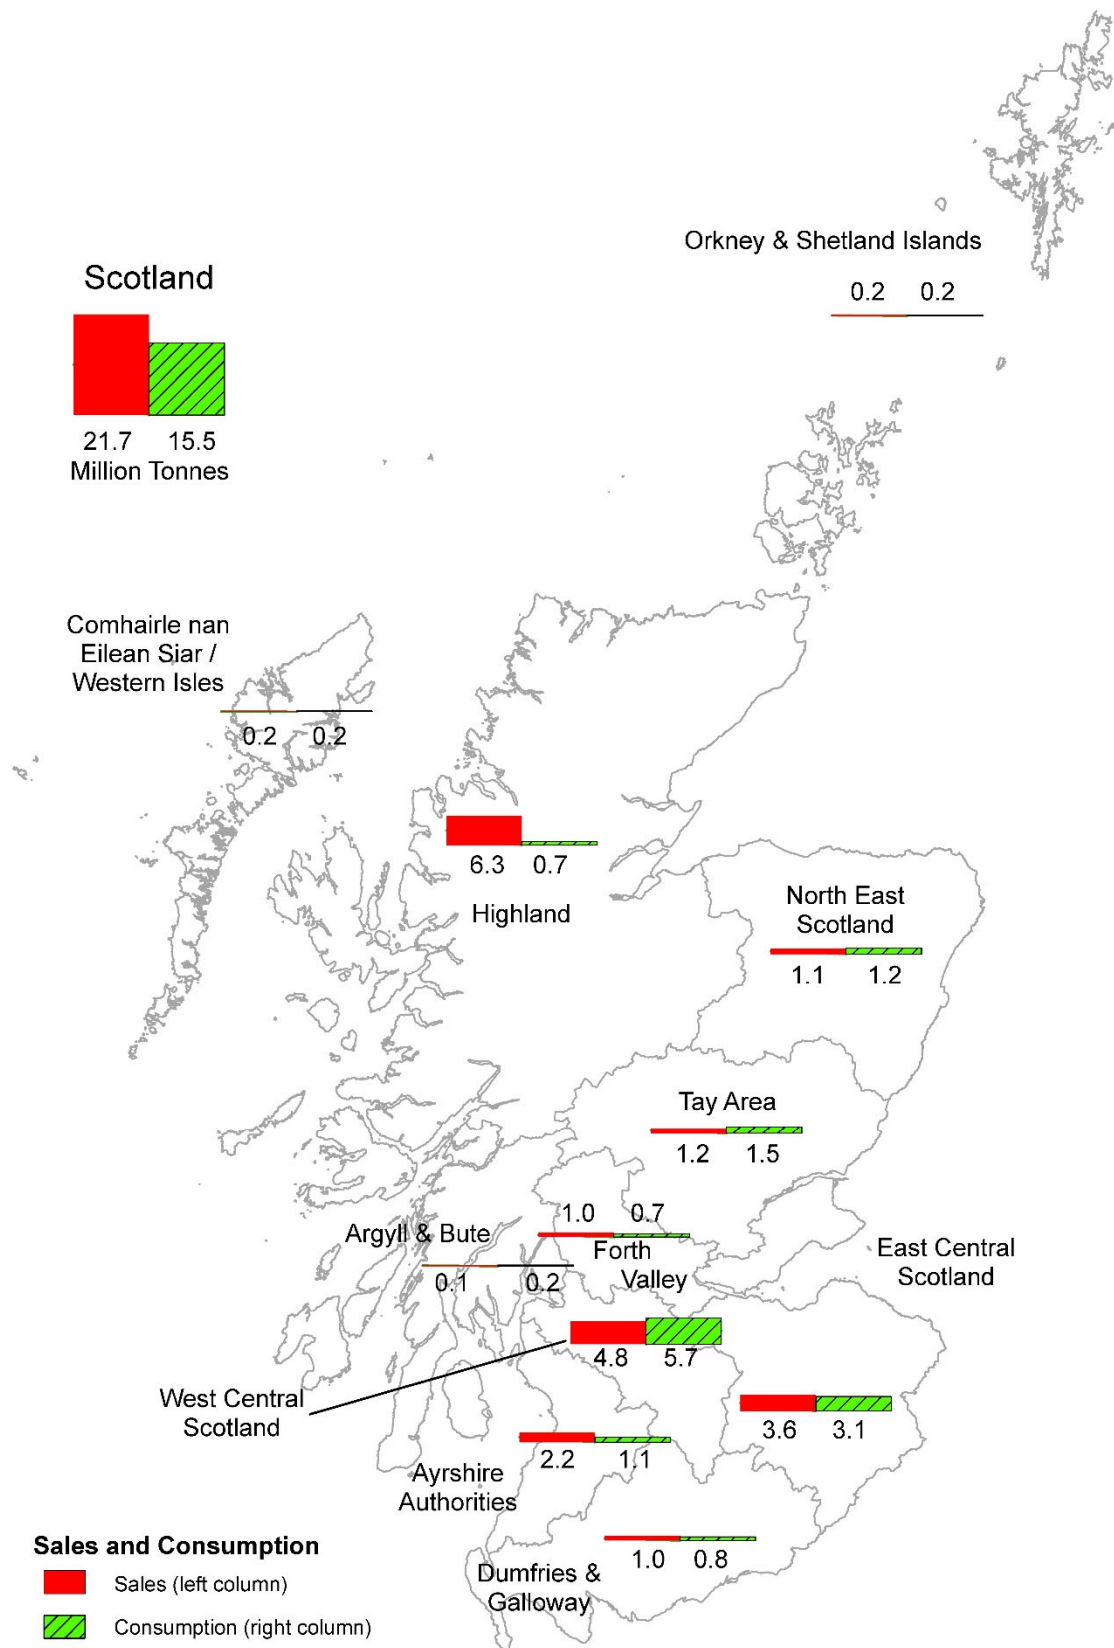 Orkney & Shetland Islands
0.2 0.2
Scotland
21.7 15.5
Million Tonnes
Comhairle nan
Eilean Siar /
Western Isles
0.2 0.2
6.3 0.7
Highland
North East
Scotland
1.1 1.2
Tay Area
1.2 1.5
1.0 0.7
Forth
Valley
Argyll & Bute
0.1 0.2
East Central
Scotland
4.8 5.7
West Central
Scotland
3.6 3.1
2.2 1.1
Ayrshire
Authorities
1.0 0.8
Dumfries &
Galloway
Sales and Consumption
Sales (left column)
Consumption (right column)